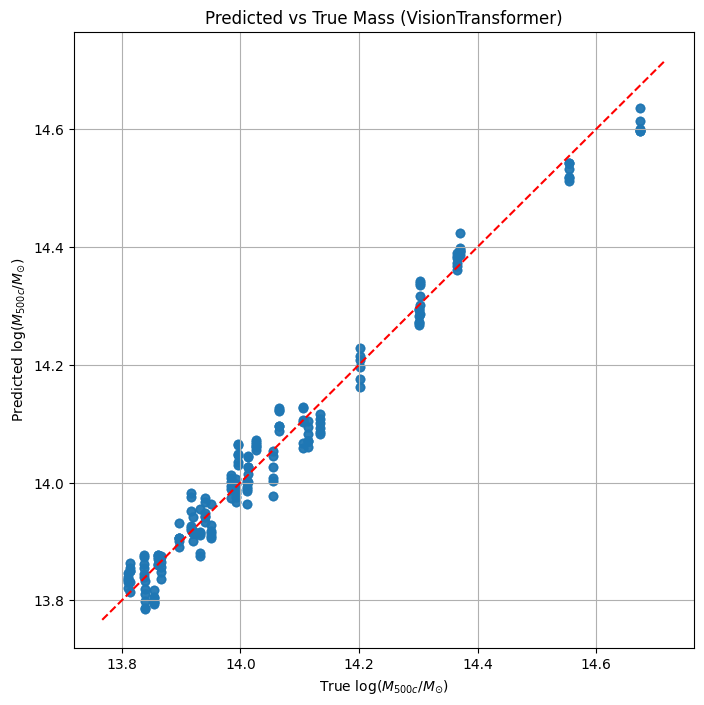 Predicted vs True Mass (VisionTransformer)
Predicted log(M₅₀₀c/M☉)
14.6
14.4
14.2
14.0
13.8
13.8 14.0 14.2 14.4 14.6
True log(M₅₀₀c/M☉)